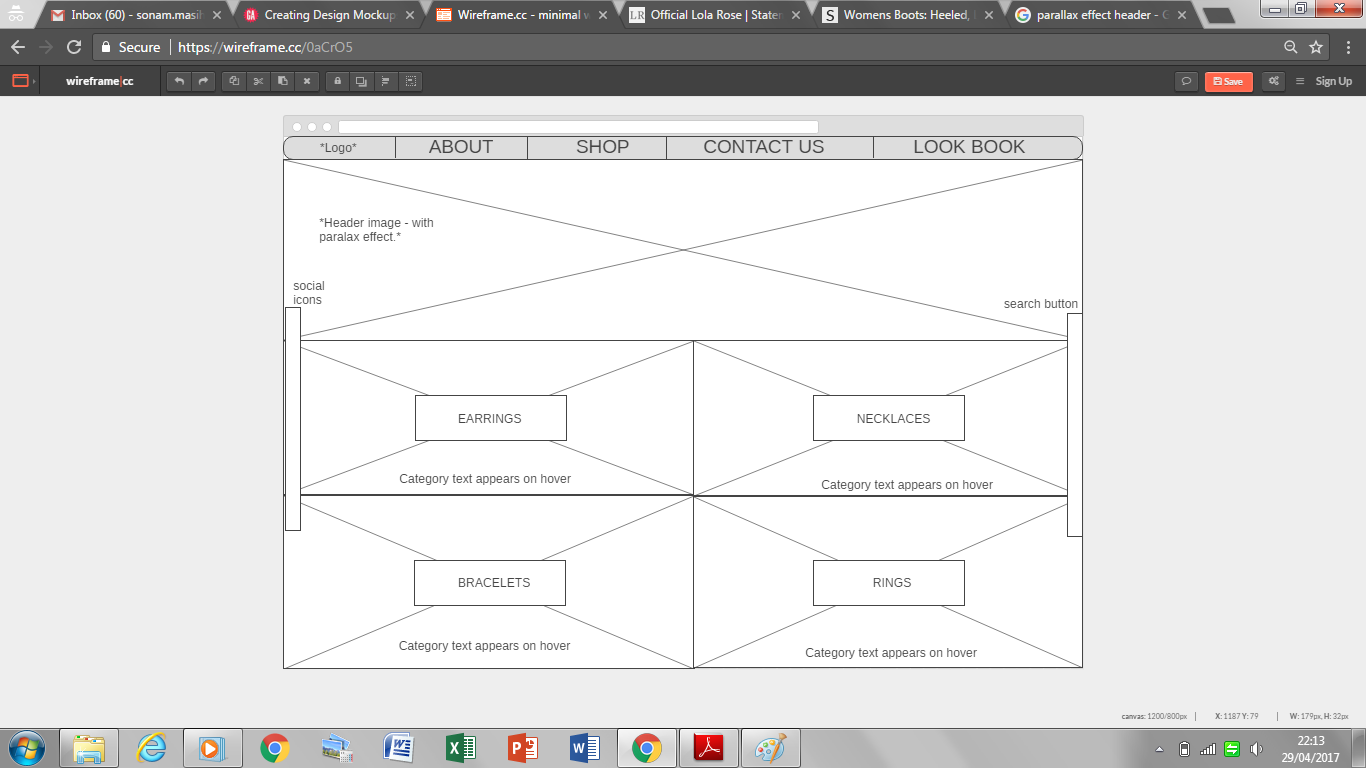 Inbox (60) - sonam.masih
Creating Design Mockup
Wireframe.cc - minimal w
LR Official Lola Rose | Stater
S Womens Boots: Heeled,
parallax effect header - G
Secure https://wireframe.cc/0aCrO5
wireframe|cc
Save
Sign Up
*Logo*
ABOUT
SHOP
CONTACT US
LOOK BOOK
*Header image - with
paralax effect.*
social
icons
search button
EARRINGS
NECKLACES
Category text appears on hover
Category text appears on hover
BRACELETS
RINGS
Category text appears on hover
Category text appears on hover
canvas: 1200/800px
X: 1187 Y: 79
W: 179px, H: 32px
22:13
29/04/2017